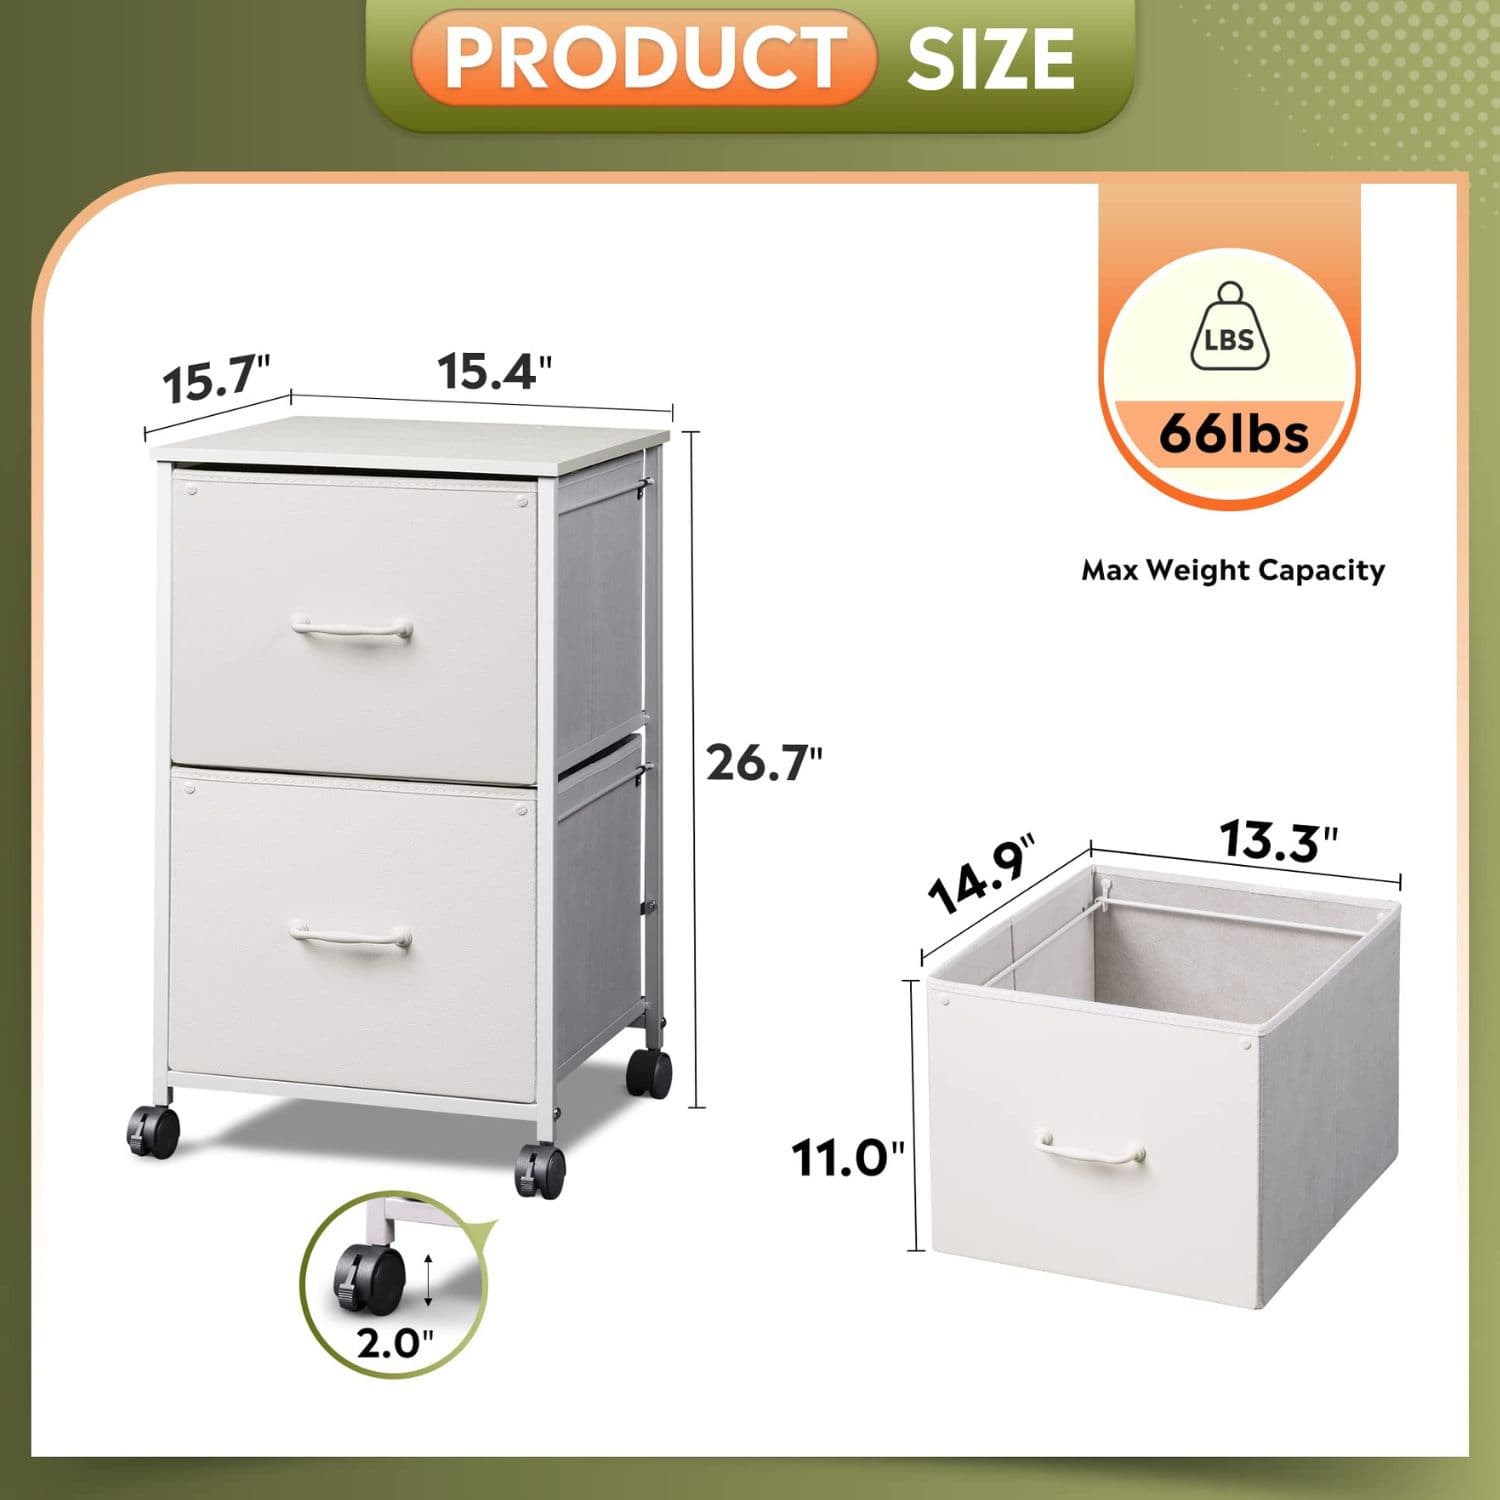 PRODUCT SIZE
LBS
66lbs
Max Weight Capacity
15.7"
15.4"
26.7"
2.0"
14.9"
13.3"
11.0"